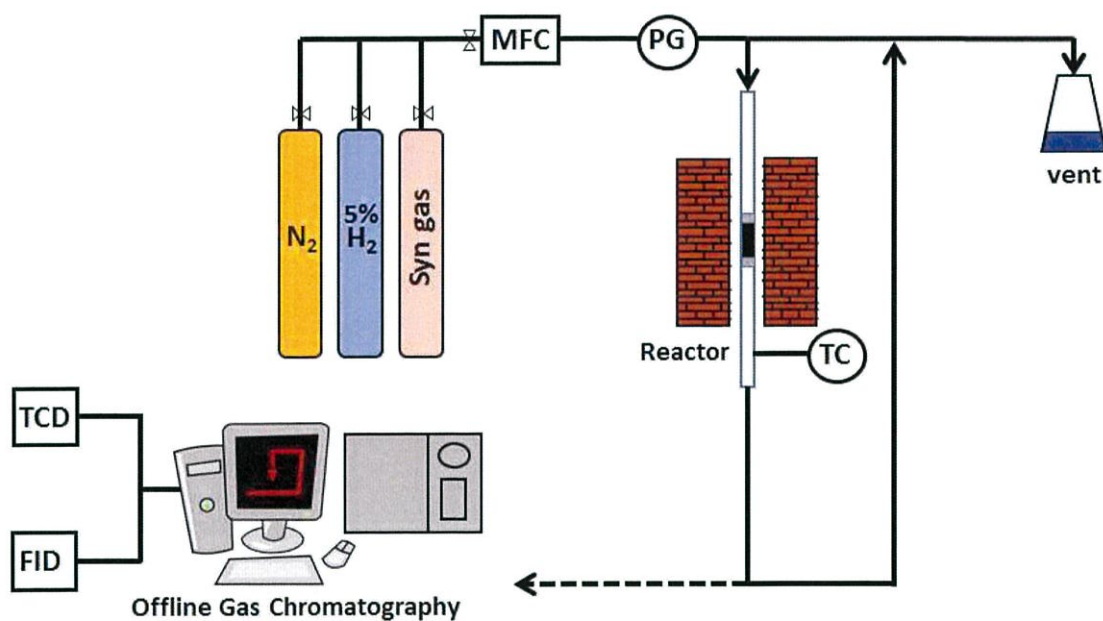 MFC
PG
N₂
5%
H₂
Syn gas
vent
Reactor
TC
TCD
FID
Offline Gas Chromatography